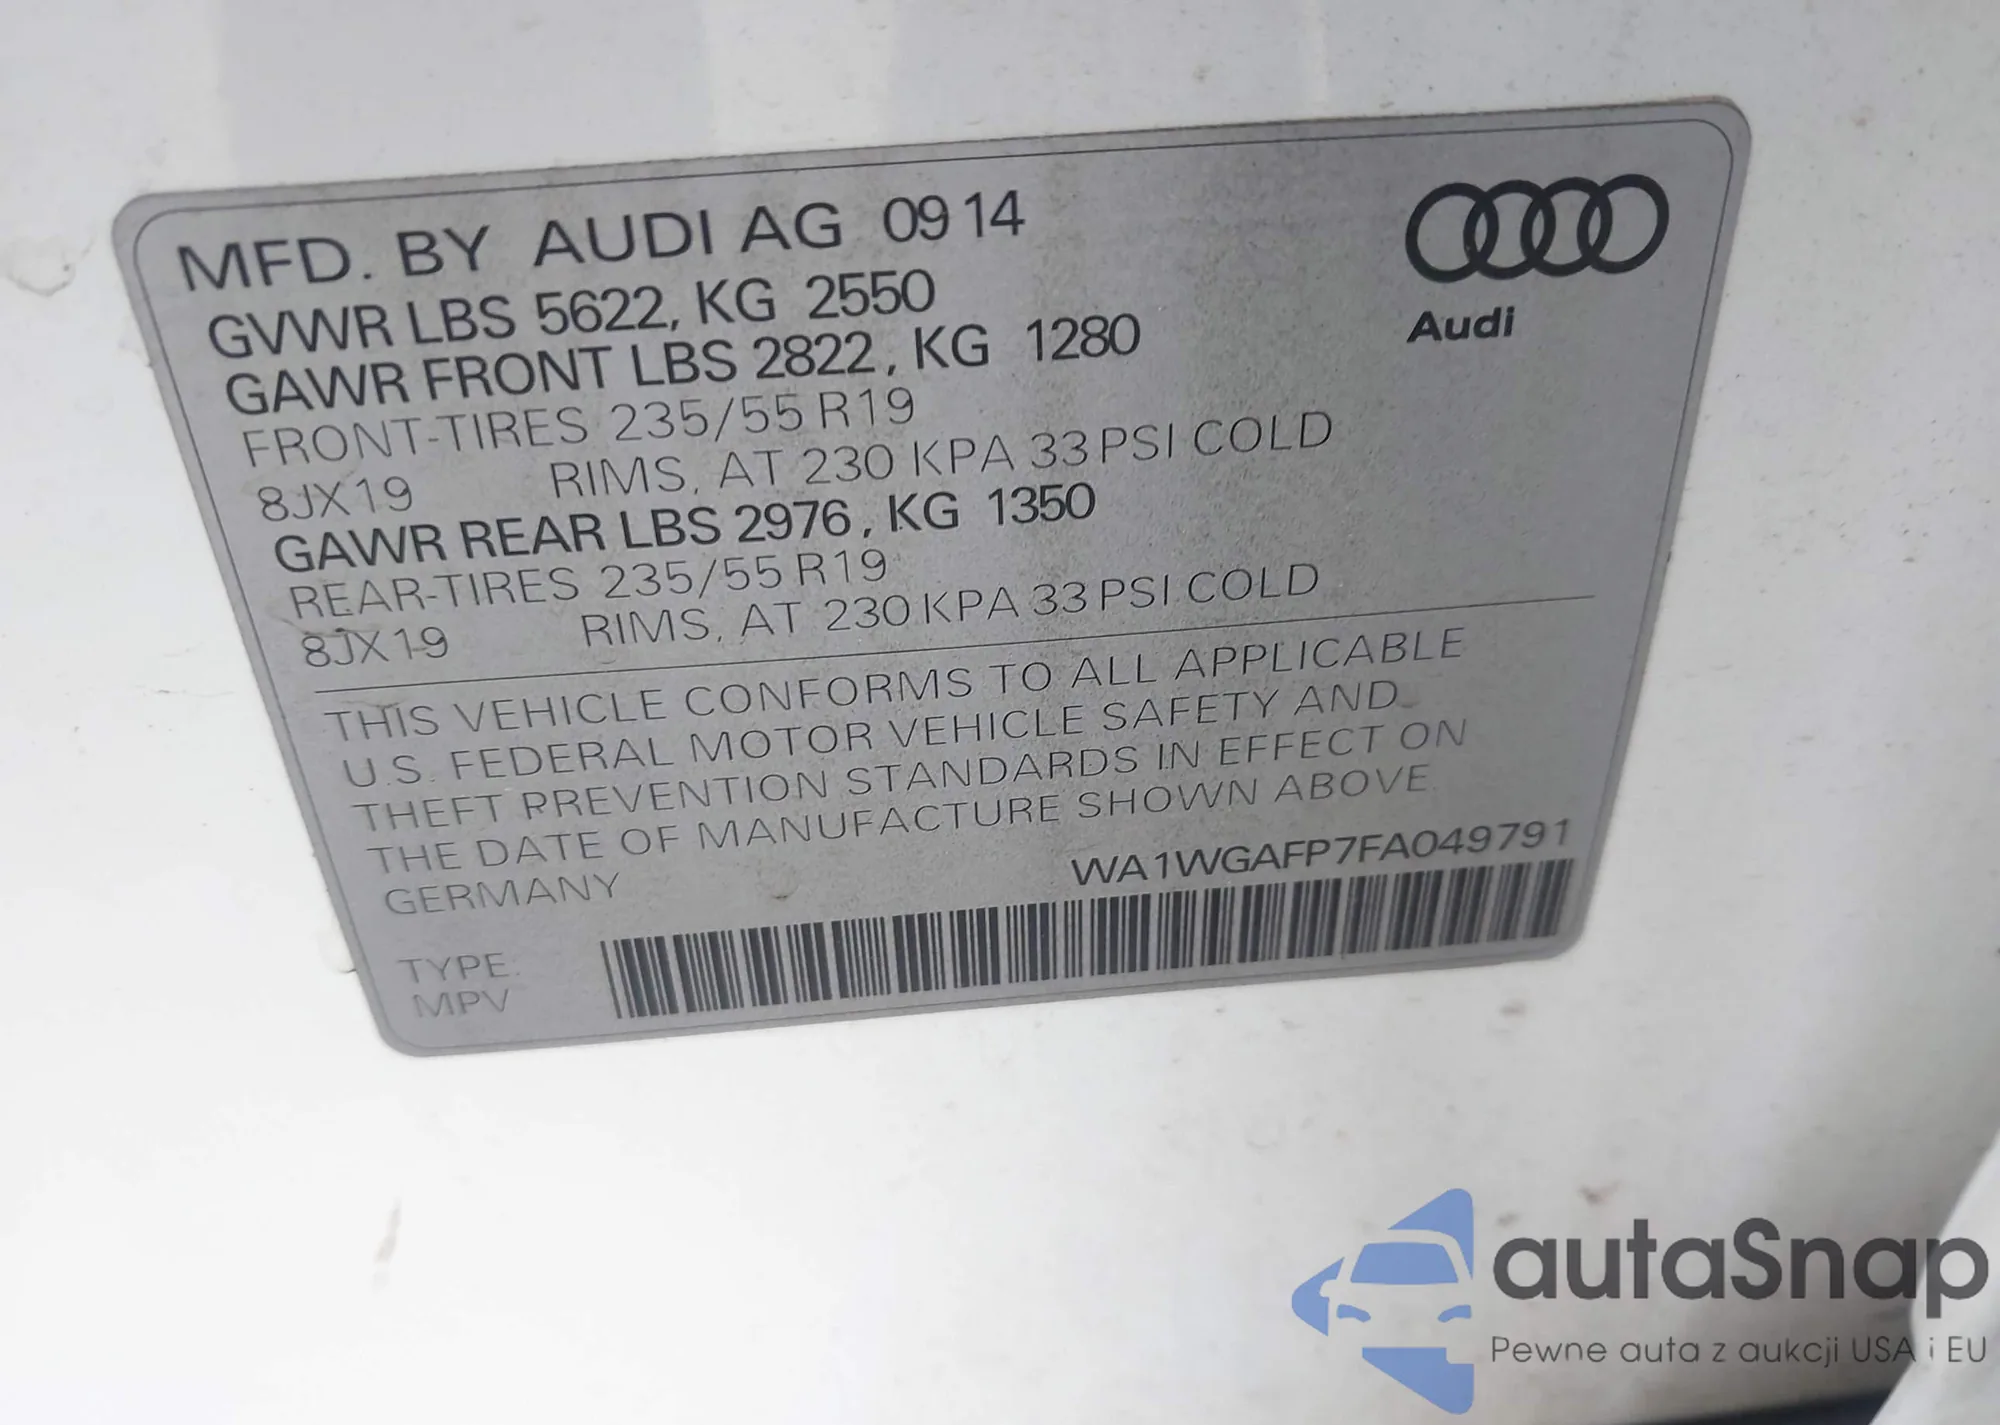 MFD. BY AUDI AG 09 14
GVWR LBS 5622, KG 2550
GAWR FRONT LBS 2822, KG 1280
FRONT-TIRES 235/55 R19
8JX19 RIMS, AT 230 KPA 33 PSI COLD
GAWR REAR LBS 2976, KG 1350
REAR-TIRES 235/55 R19
8JX19 RIMS, AT 230 KPA 33 PSI COLD
Audi
THIS VEHICLE CONFORMS TO ALL APPLICABLE
U.S. FEDERAL MOTOR VEHICLE SAFETY AND
THEFT PREVENTION STANDARDS IN EFFECT ON
THE DATE OF MANUFACTURE SHOWN ABOVE.
GERMANY WA1WGAFP7FA049791
TYPE:
MPV
autaSnap
Pewne auta z aukcji USA i EU